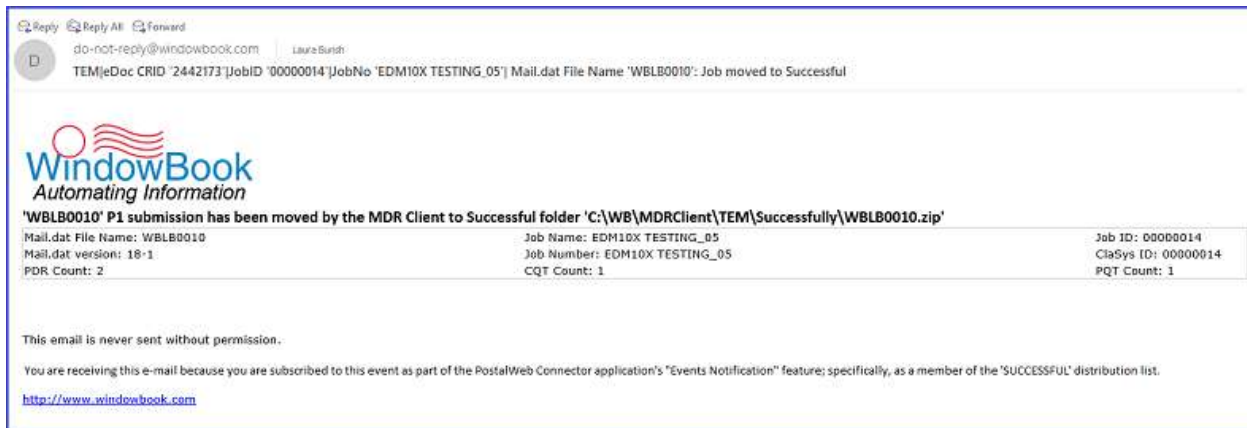 Reply Reply All Forward
D
do-not-reply@windowbook.com Laura Burish
TEM|eDoc CRID '2442173'|JobID '00000014'|JobNo 'EDM10X TESTING_05'| Mail.dat File Name 'WBLB0010': Job moved to Successful
WindowBook
Automating Information
'WBLB0010' P1 submission has been moved by the MDR Client to Successful folder 'C:\WB\MDRClient\TEM\Successfully\WBLB0010.zip'
Mail.dat File Name: WBLB0010 Job Name: EDM10X TESTING_05 Job ID: 00000014
Mail.dat version: 18-1 Job Number: EDM10X TESTING_05 ClaSys ID: 00000014
PDR Count: 2 CQT Count: 1 PQT Count: 1
This email is never sent without permission.
You are receiving this e-mail because you are subscribed to this event as part of the PostalWeb Connector application's "Events Notification" feature; specifically, as a member of the 'SUCCESSFUL' distribution list.
http://www.windowbook.com